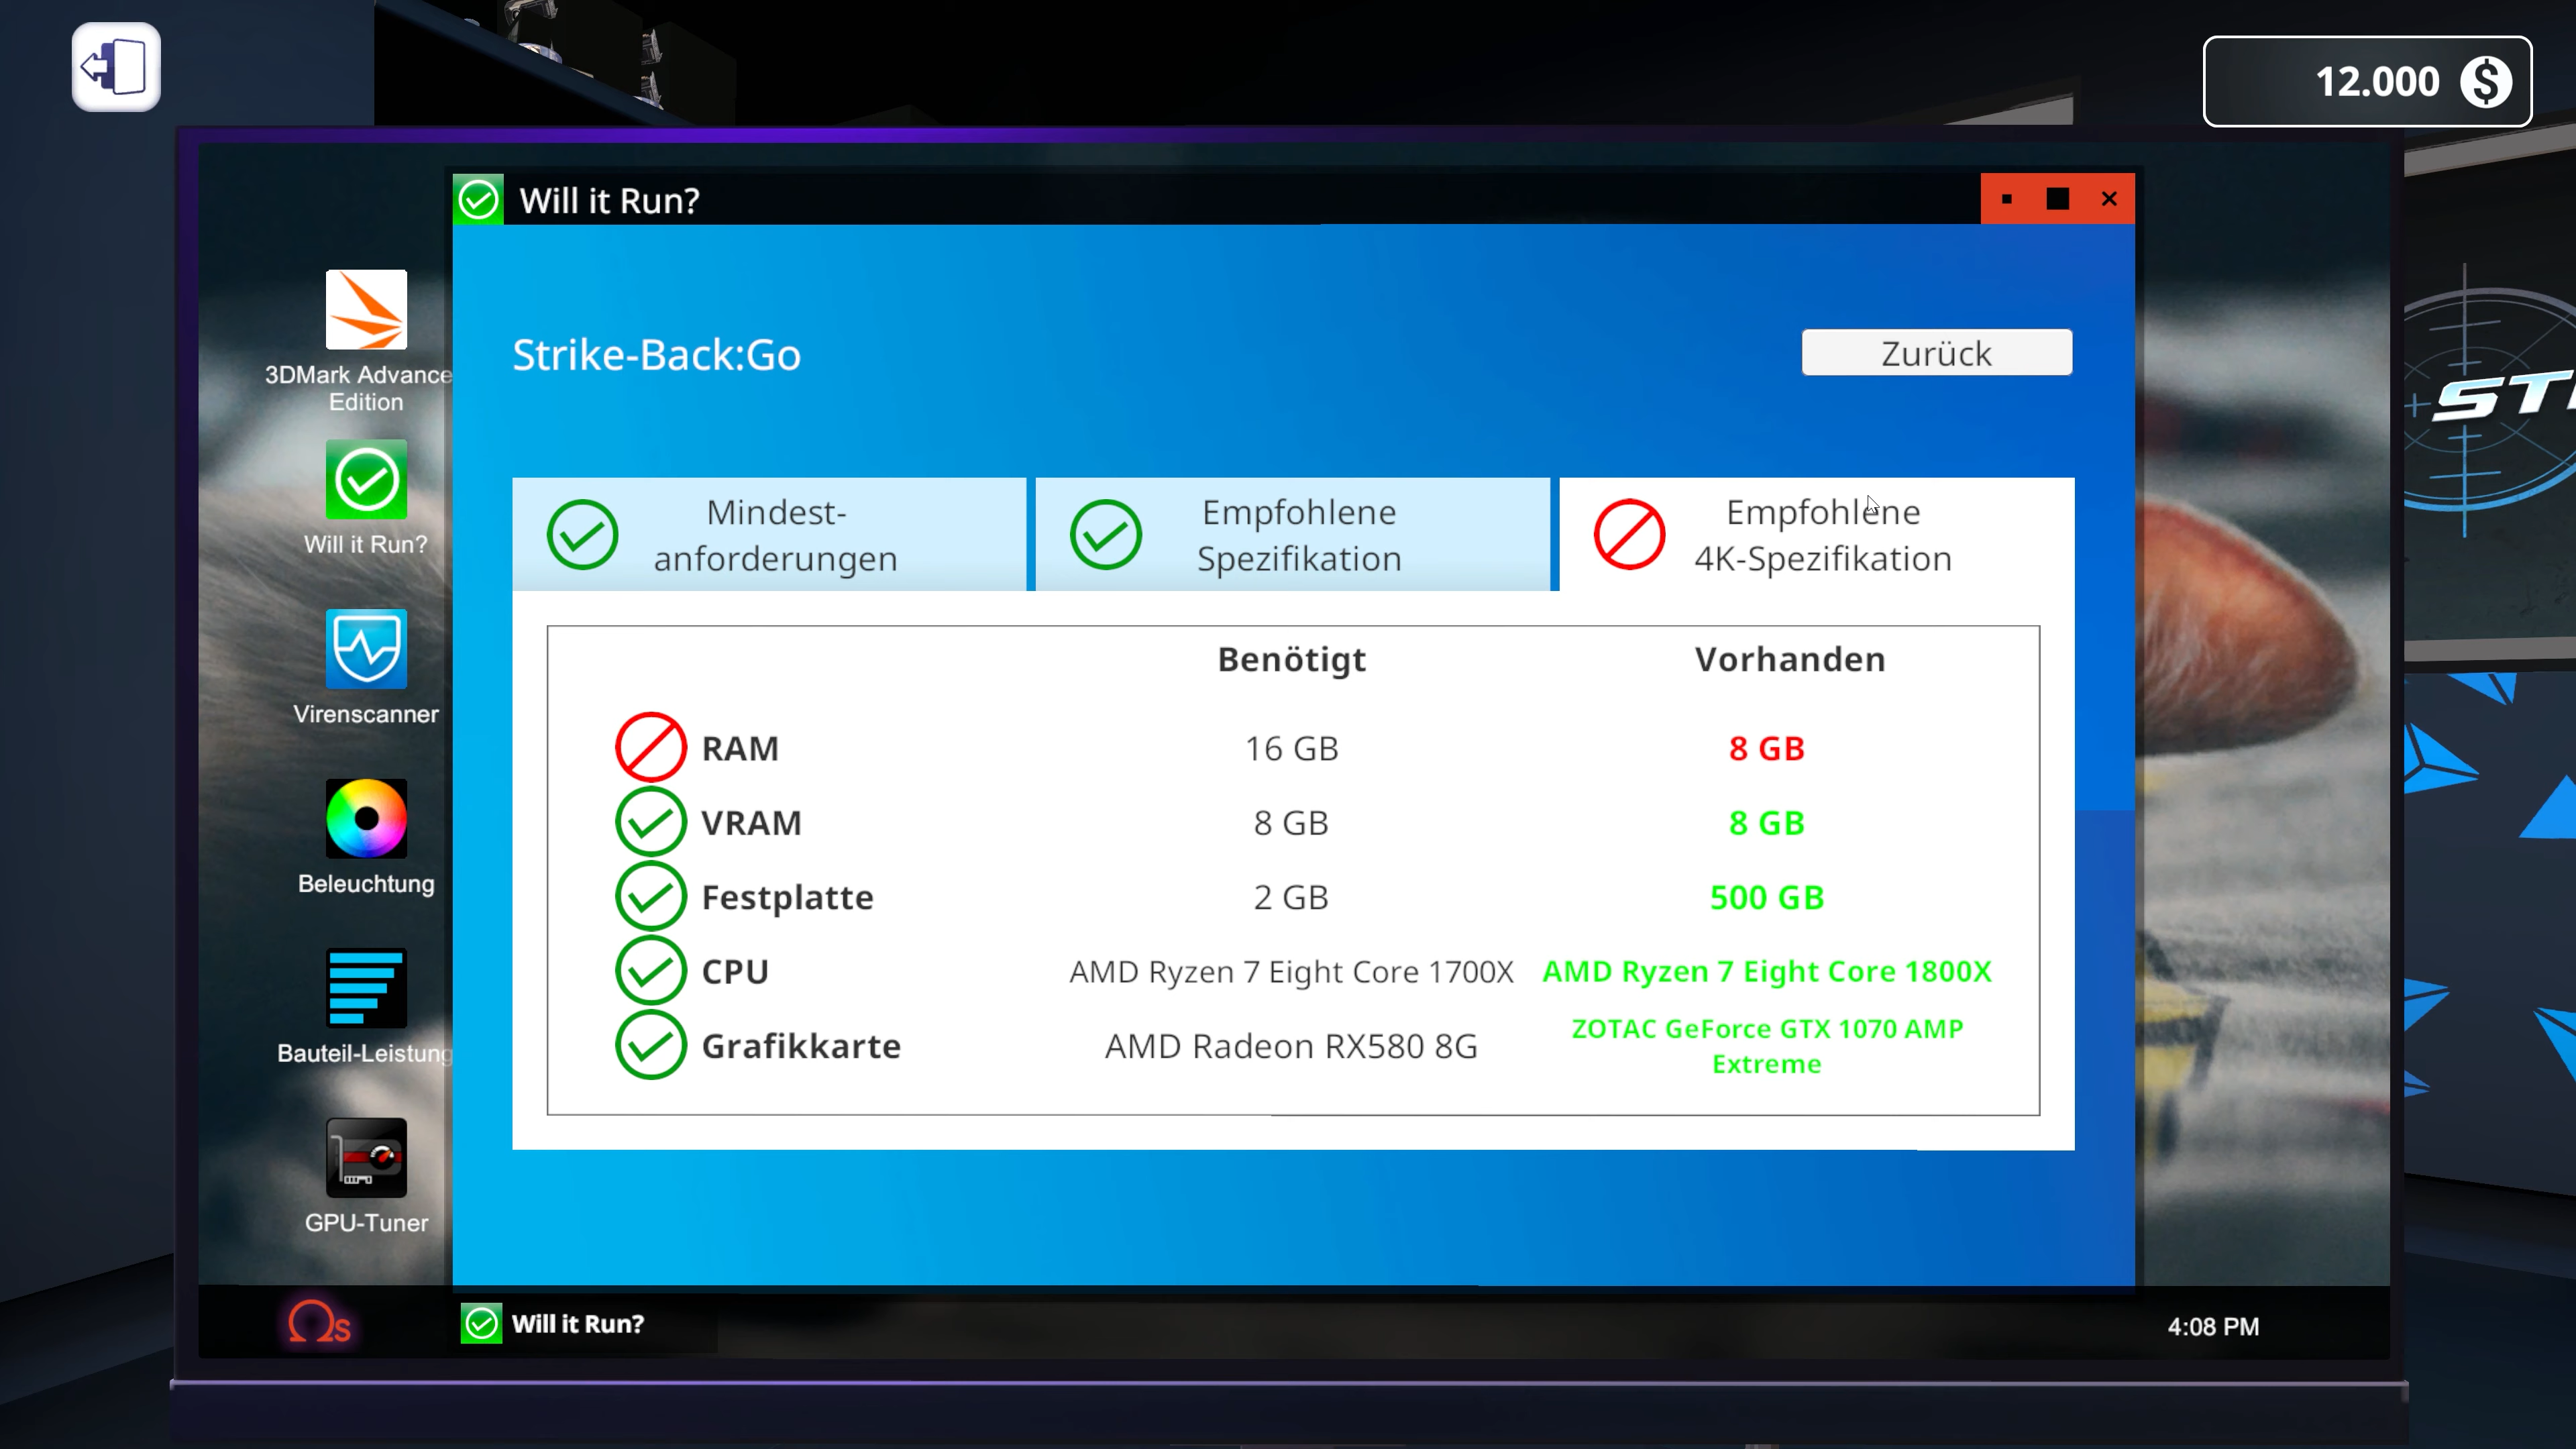 12.000
Will it Run?
3DMark Advance
Edition
Will it Run?
Virenscanner
Beleuchtung
Bauteil-Leistung
GPU-Tuner
Strike-Back:Go
Zurück
Mindest-
anforderungen
Empfohlene
Spezifikation
Empfohlene
4K-Spezifikation
Benötigt Vorhanden
RAM 16 GB 8 GB
VRAM 8 GB 8 GB
Festplatte 2 GB 500 GB
CPU AMD Ryzen 7 Eight Core 1700X AMD Ryzen 7 Eight Core 1800X
Grafikkarte AMD Radeon RX580 8G ZOTAC GeForce GTX 1070 AMP
Extreme
Ωs
Will it Run?
4:08 PM